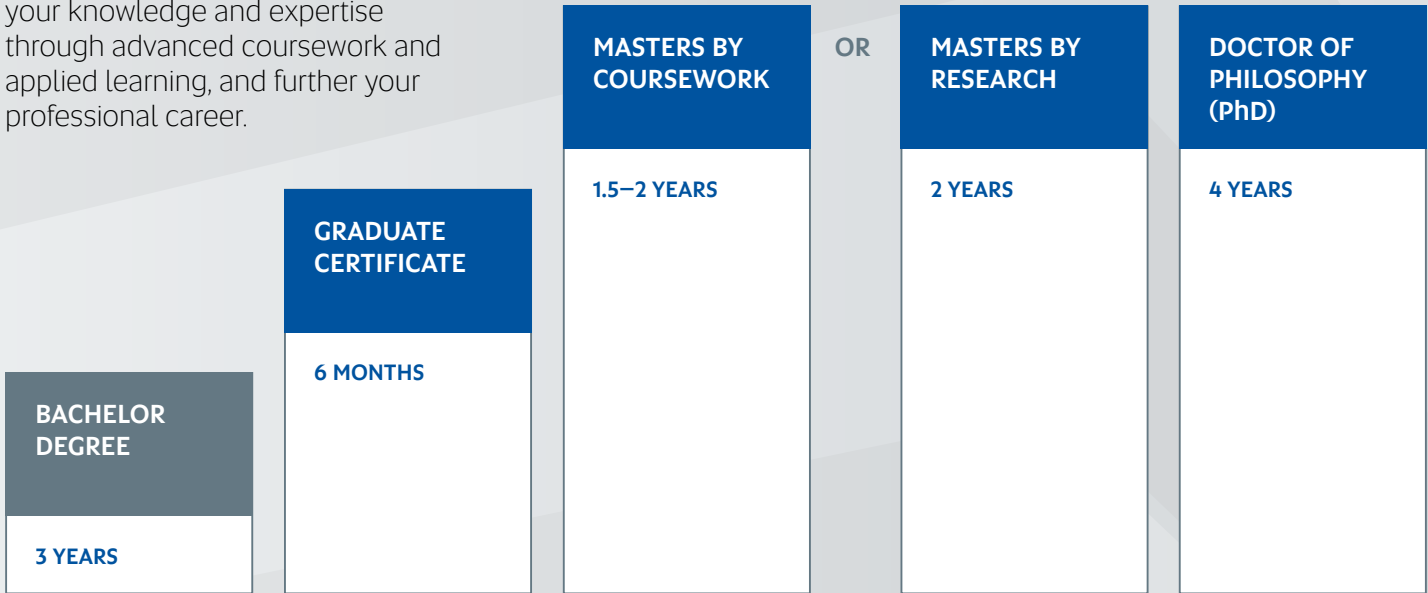 your knowledge and expertise
through advanced coursework and
applied learning, and further your
professional career.
BACHELOR
DEGREE
3 YEARS
GRADUATE
CERTIFICATE
6 MONTHS
MASTERS BY
COURSEWORK
1.5–2 YEARS
OR
MASTERS BY
RESEARCH
2 YEARS
DOCTOR OF
PHILOSOPHY
(PhD)
4 YEARS